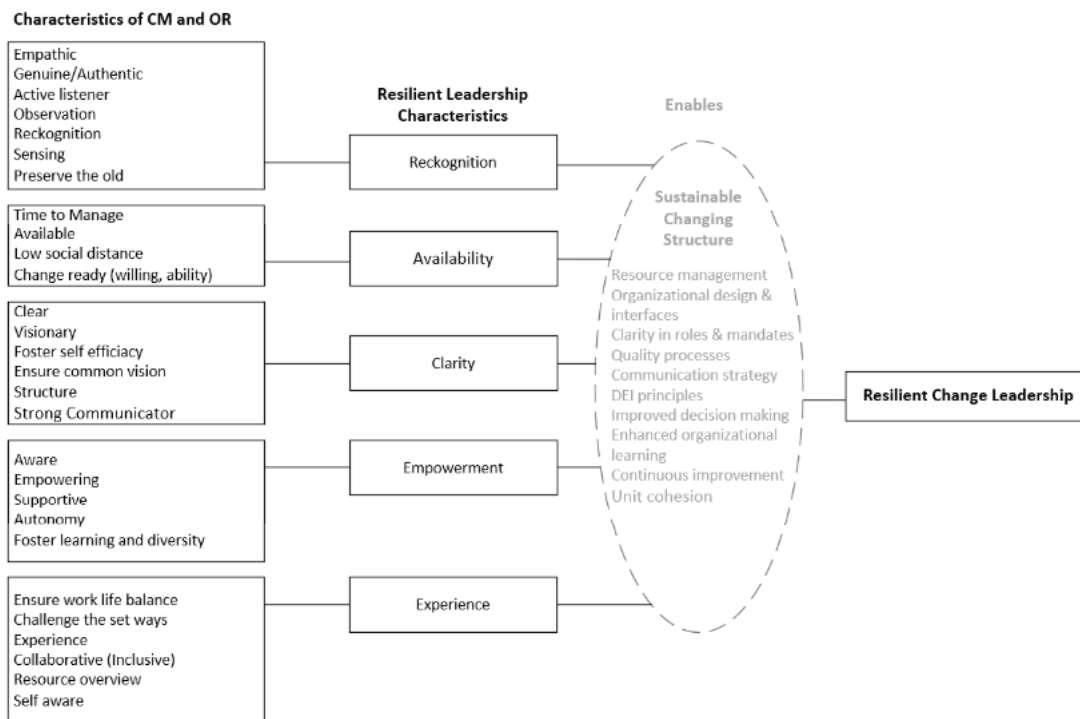 Characteristics of CM and OR
Empathic
Genuine/Authentic
Active listener
Observation
Reckognition
Sensing
Preserve the old
Time to Manage
Available
Low social distance
Change ready (willing, ability)
Clear
Visionary
Foster self efficiacy
Ensure common vision
Structure
Strong Communicator
Aware
Empowering
Supportive
Autonomy
Foster learning and diversity
Ensure work life balance
Challenge the set ways
Experience
Collaborative (Inclusive)
Resource overview
Self aware
Resilient Leadership
Characteristics
Reckognition
Availability
Clarity
Empowerment
Experience
Enables
Sustainable
Changing
Structure
Resource management
Organizational design &
interfaces
Clarity in roles & mandates
Quality processes
Communication strategy
DEI principles
Improved decision making
Enhanced organizational
learning
Continuous improvement
Unit cohesion
Resilient Change Leadership